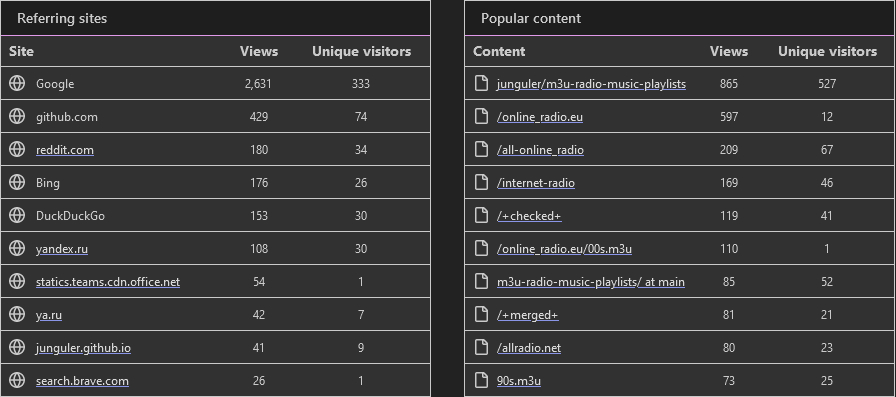 Referring sites
Site Views Unique visitors
Google 2,631 333
github.com 429 74
reddit.com 180 34
Bing 176 26
DuckDuckGo 153 30
yandex.ru 108 30
statics.teams.cdn.office.net 54 1
ya.ru 42 7
junguler.github.io 41 9
search.brave.com 26 1
Popular content
Content Views Unique visitors
junguler/m3u-radio-music-playlists 865 527
/online_radio.eu 597 12
/all-online_radio 209 67
/internet-radio 169 46
/+checked+ 119 41
/online_radio.eu/00s.m3u 110 1
m3u-radio-music-playlists/ at main 85 52
/+merged+ 81 21
/allradio.net 80 23
90s.m3u 73 25